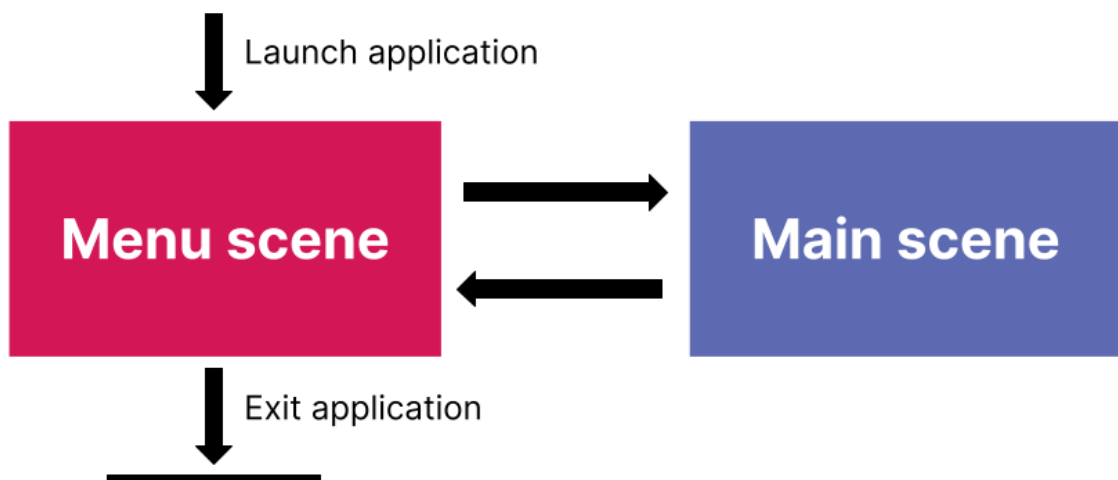 Launch application
Menu scene
Main scene
Exit application